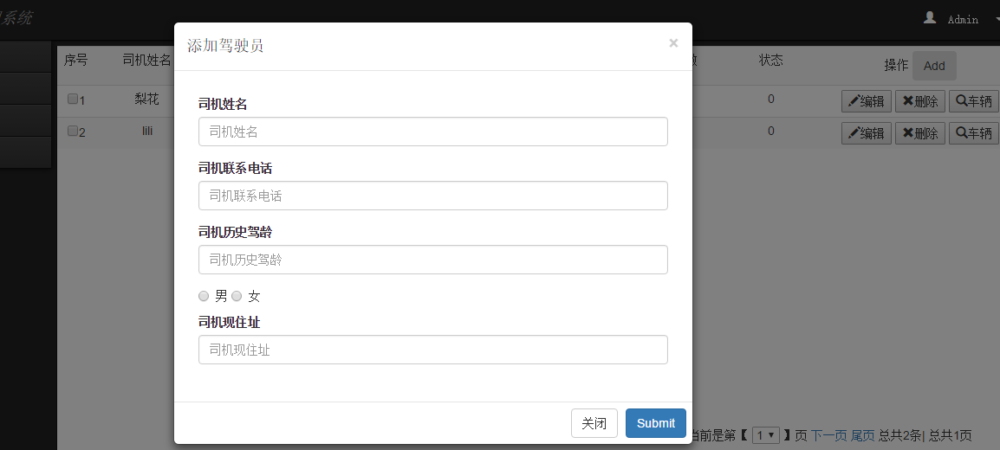 系统
Admin
添加驾驶员 ×
序号 司机姓名 数 状态 操作 Add
1 梨花 0 编辑 删除 车辆
2 lili 0 编辑 删除 车辆
司机姓名
司机姓名
司机联系电话
司机联系电话
司机历史驾龄
司机历史驾龄
男 女
司机现住址
司机现住址
关闭 Submit
当前是第【 1 】页 下一页 尾页 总共2条| 总共1页